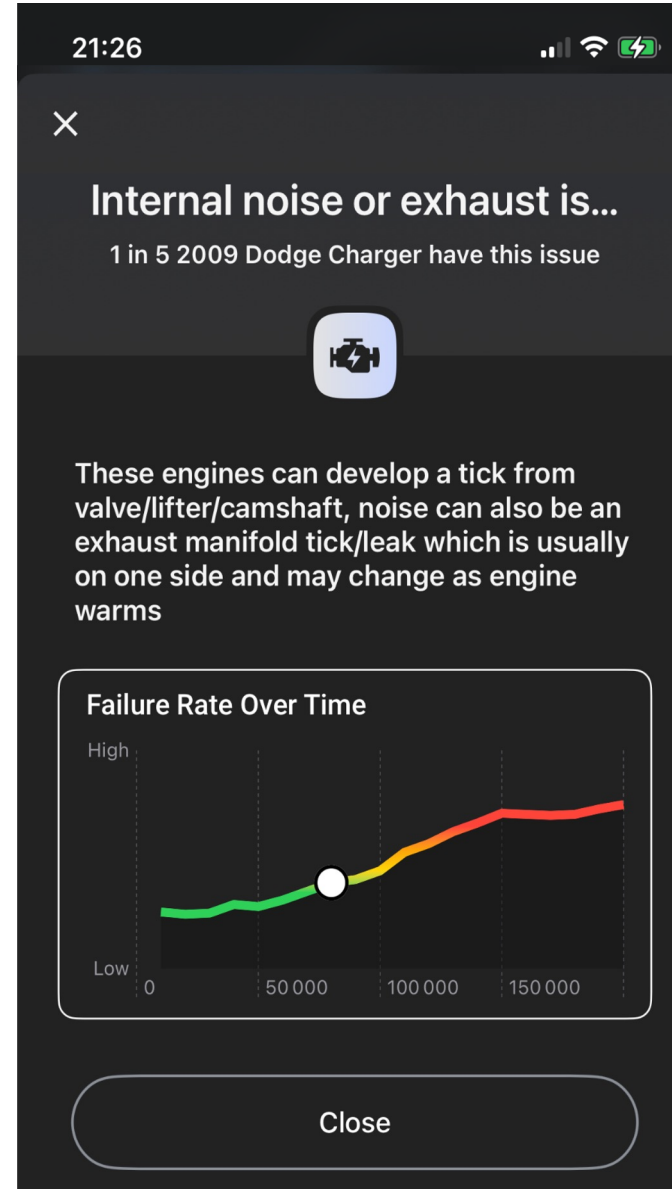 21:26
Internal noise or exhaust is...
1 in 5 2009 Dodge Charger have this issue
These engines can develop a tick from
valve/lifter/camshaft, noise can also be an
exhaust manifold tick/leak which is usually
on one side and may change as engine
warms
Failure Rate Over Time
High
Low
0 50 000 100 000 150 000
Close